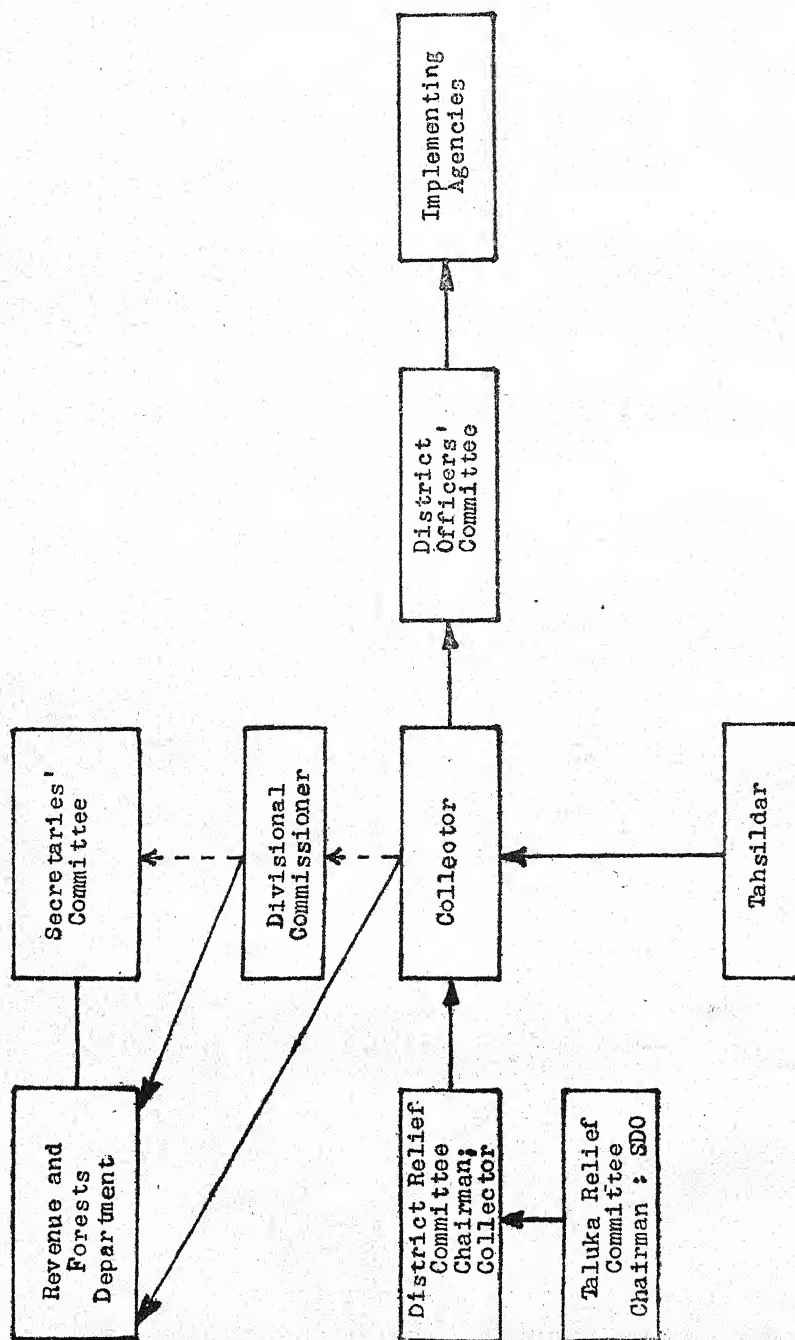 Revenue and
Forests
Department
Secretaries'
Committee
Divisional
Commissioner
District Relief
Committee
Chairman;
Collector
Collector
District
Officers'
Committee
Implementing
Agencies
Taluka Relief
Committee
Chairman : SDO
Tahsildar